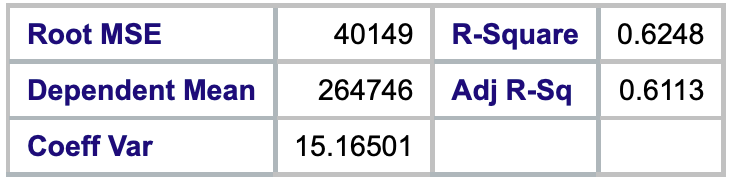 Root MSE 40149 R-Square 0.6248
Dependent Mean 264746 Adj R-Sq 0.6113
Coeff Var 15.16501